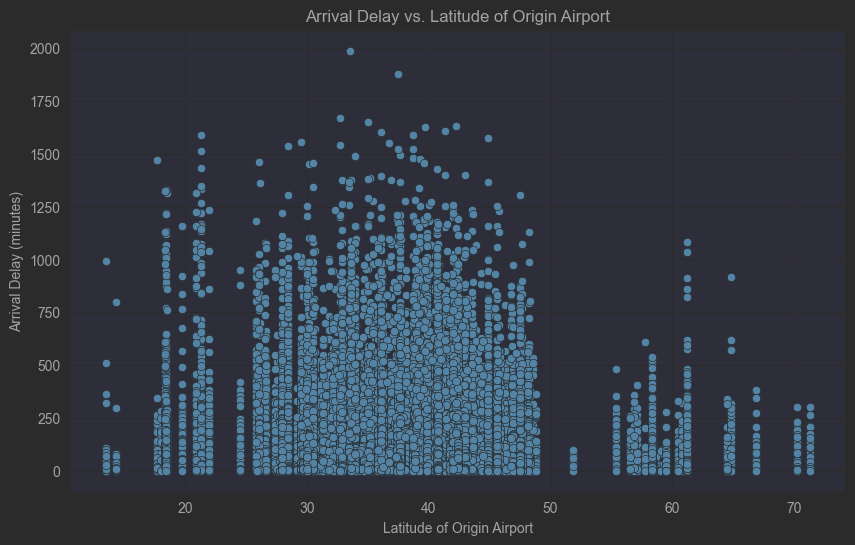 Arrival Delay vs. Latitude of Origin Airport
Arrival Delay (minutes)
2000
1750
1500
1250
1000
750
500
250
0
20 30 40 50 60 70
Latitude of Origin Airport